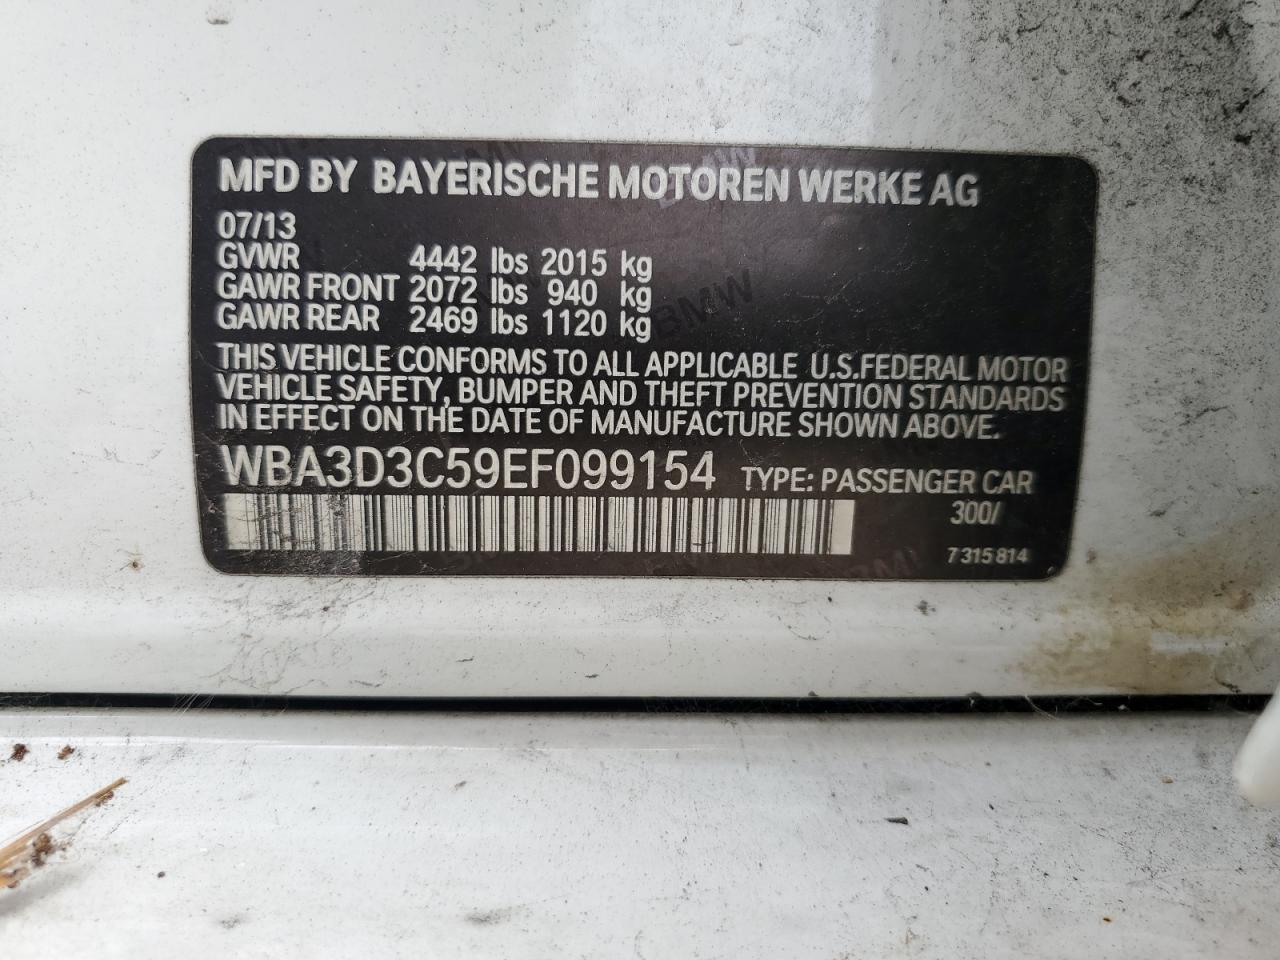 MFD BY BAYERISCHE MOTOREN WERKE AG
07/13
GVWR 4442 lbs 2015 kg
GAWR FRONT 2072 lbs 940 kg
GAWR REAR 2469 lbs 1120 kg
THIS VEHICLE CONFORMS TO ALL APPLICABLE U.S.FEDERAL MOTOR
VEHICLE SAFETY, BUMPER AND THEFT PREVENTION STANDARDS
IN EFFECT ON THE DATE OF MANUFACTURE SHOWN ABOVE.
WBA3D3C59EF099154 TYPE: PASSENGER CAR
300/
7 315 814
BMW
BMW